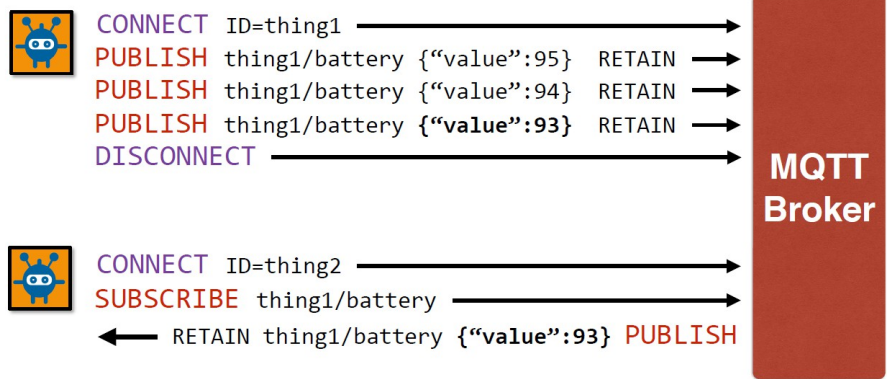 CONNECT ID=thing1
PUBLISH thing1/battery {“value”:95} RETAIN
PUBLISH thing1/battery {“value”:94} RETAIN
PUBLISH thing1/battery {“value”:93} RETAIN
DISCONNECT
MQTT
Broker
CONNECT ID=thing2
SUBSCRIBE thing1/battery
RETAIN thing1/battery {“value”:93} PUBLISH